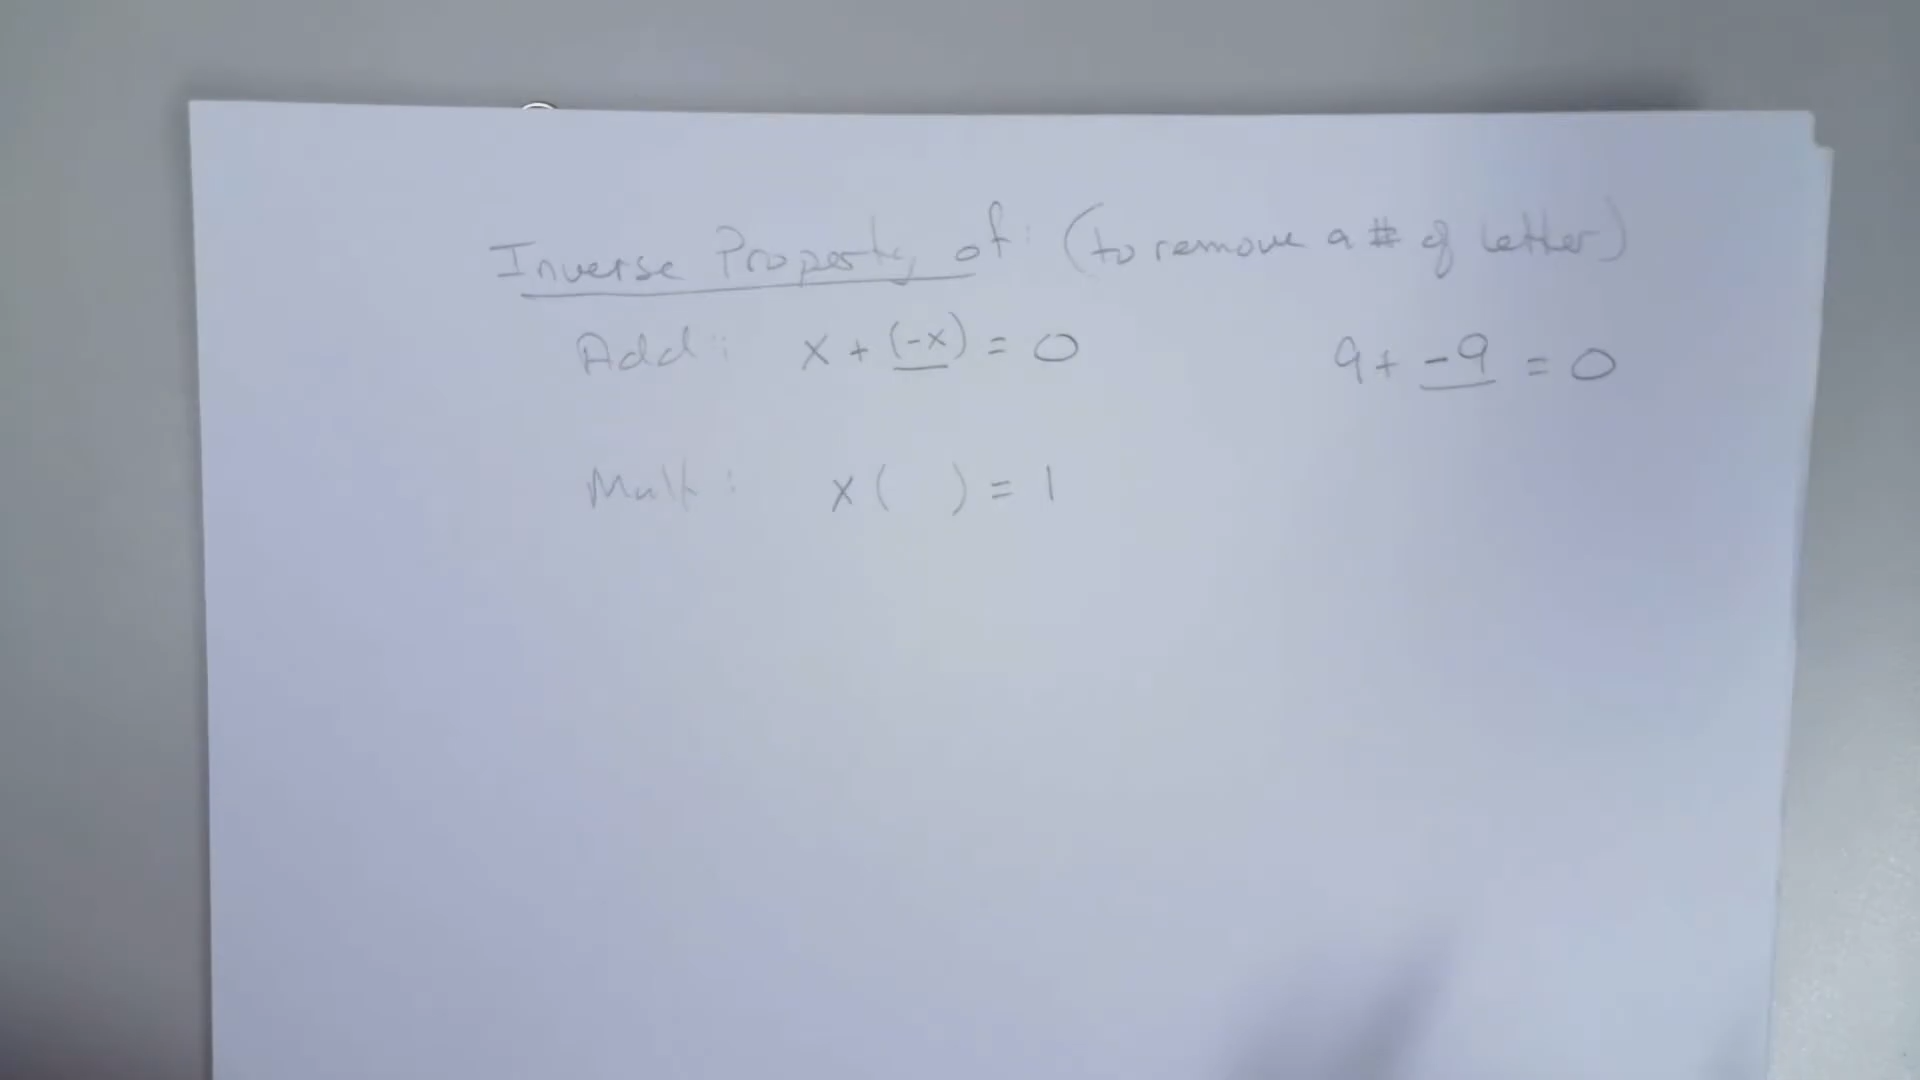 Inverse Property of: (to remove a # of letter)
Add: x + (-x) = 0 9 + -9 = 0
Mult: x( ) = 1